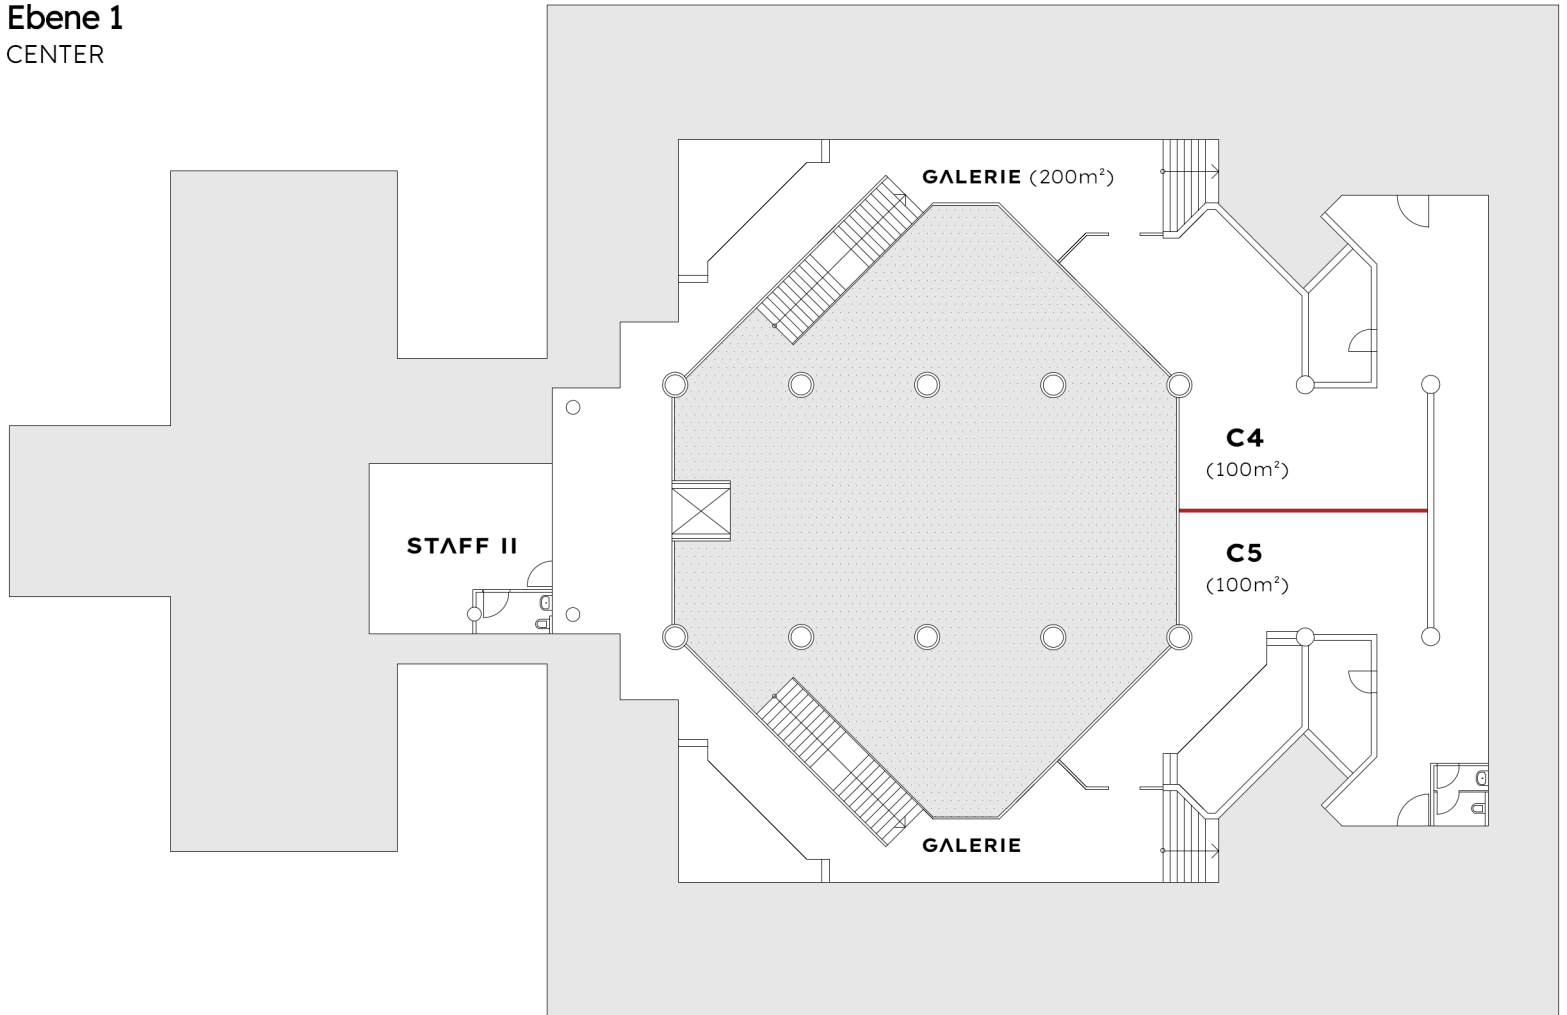 Ebene 1
CENTER
GALERIE (200m²)
C4
(100m²)
STAFF II
C5
(100m²)
GALERIE